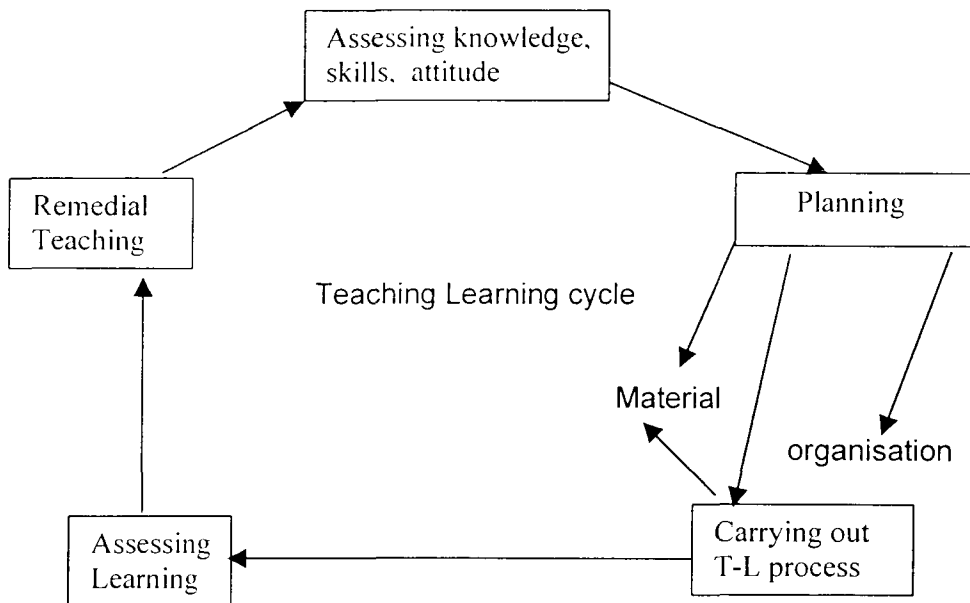 Assessing knowledge,
skills, attitude
Remedial
Teaching
Planning
Teaching Learning cycle
Material
organisation
Assessing
Learning
Carrying out
T-L process